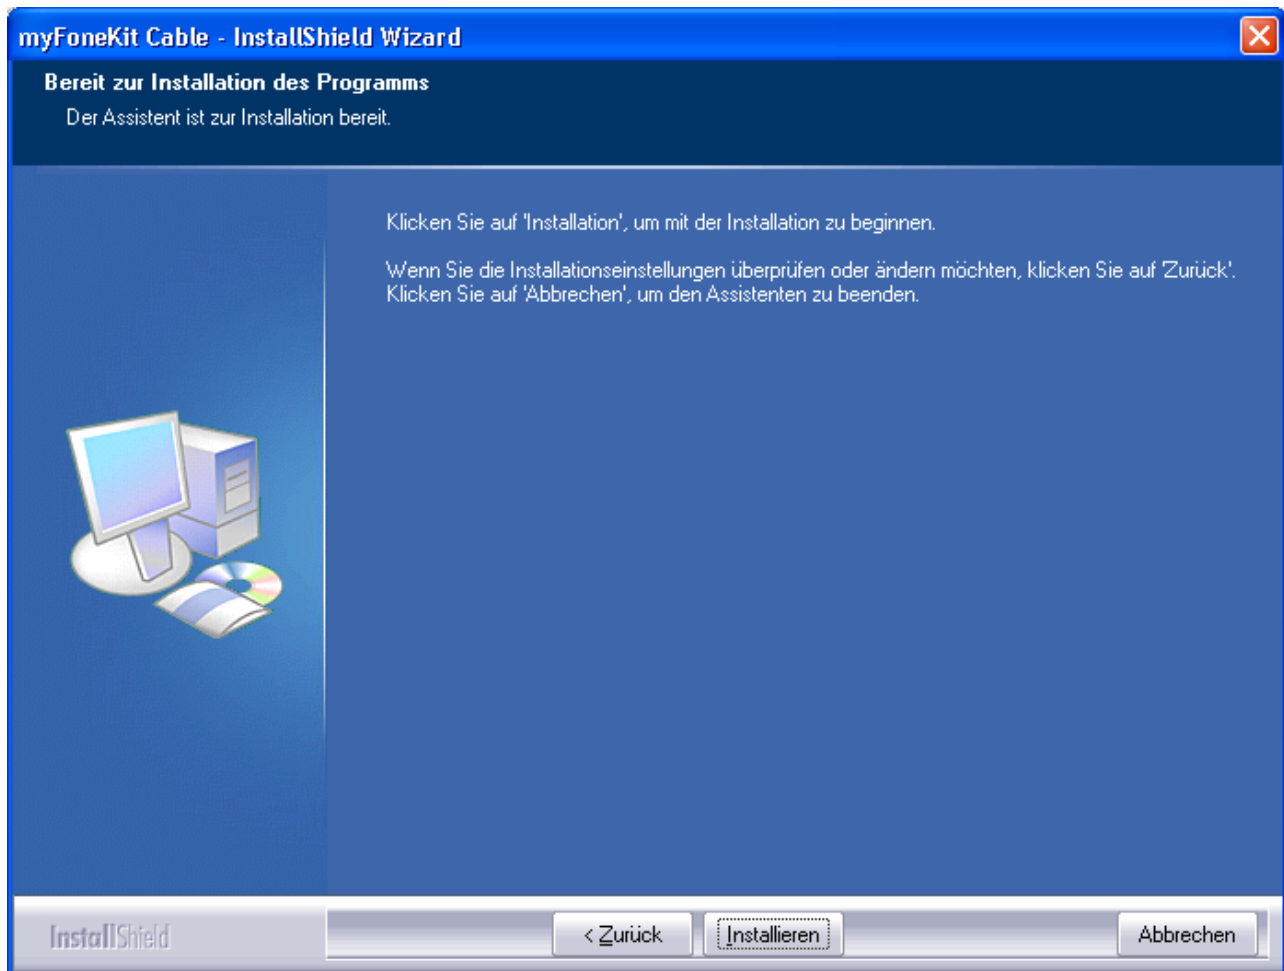 myFoneKit Cable - InstallShield Wizard
Bereit zur Installation des Programms
Der Assistent ist zur Installation bereit.
Klicken Sie auf 'Installation', um mit der Installation zu beginnen.
Wenn Sie die Installationseinstellungen überprüfen oder ändern möchten, klicken Sie auf 'Zurück'.
Klicken Sie auf 'Abbrechen', um den Assistenten zu beenden.
InstallShield
< Zurück
Installieren
Abbrechen